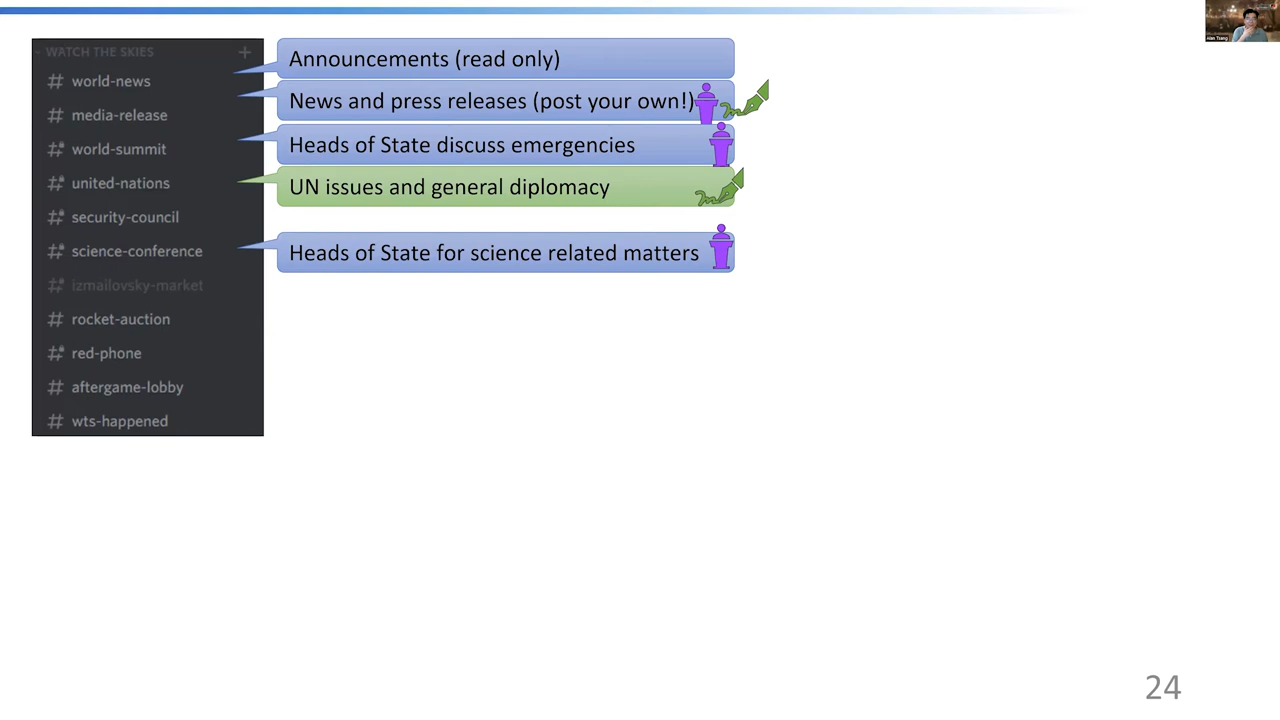 WATCH THE SKIES +
# world-news
# media-release
# world-summit
# united-nations
# security-council
# science-conference
# izmailovsky-market
# rocket-auction
# red-phone
# aftergame-lobby
# wts-happened
Announcements (read only)
News and press releases (post your own!)
Heads of State discuss emergencies
UN issues and general diplomacy
Heads of State for science related matters
Alan Tsang
24